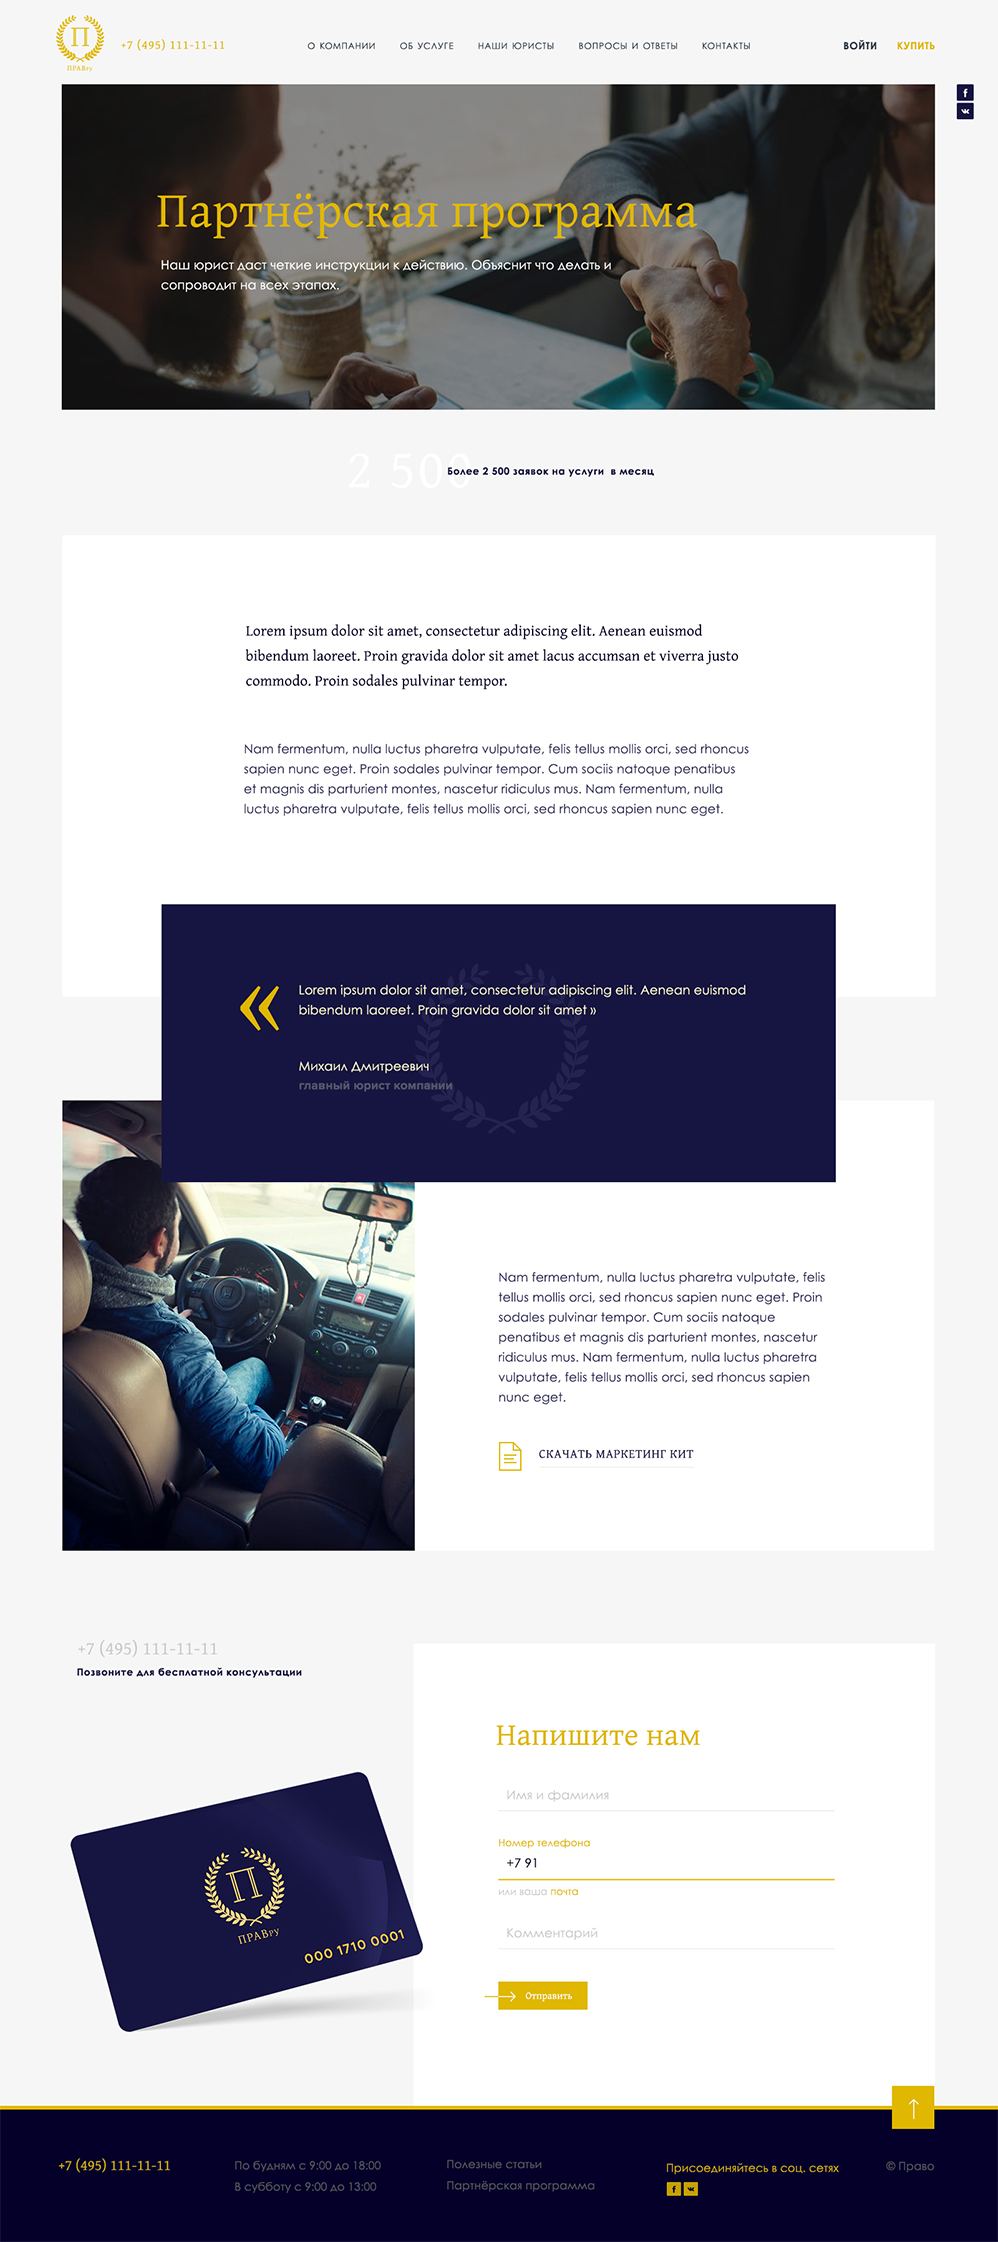 П
ПРАВру
+7 (495) 111-11-11
О КОМПАНИИ
ОБ УСЛУГЕ
НАШИ ЮРИСТЫ
ВОПРОСЫ И ОТВЕТЫ
КОНТАКТЫ
ВОЙТИ
КУПИТЬ
Партнёрская программа
Наш юрист даст четкие инструкции к действию. Объяснит что делать и
сопроводит на всех этапах.
2 500
Более 2 500 заявок на услуги в месяц
Lorem ipsum dolor sit amet, consectetur adipiscing elit. Aenean euismod
bibendum laoreet. Proin gravida dolor sit amet lacus accumsan et viverra justo
commodo. Proin sodales pulvinar tempor.
Nam fermentum, nulla luctus pharetra vulputate, felis tellus mollis orci, sed rhoncus
sapien nunc eget. Proin sodales pulvinar tempor. Cum sociis natoque penatibus
et magnis dis parturient montes, nascetur ridiculus mus. Nam fermentum, nulla
luctus pharetra vulputate, felis tellus mollis orci, sed rhoncus sapien nunc eget.
« Lorem ipsum dolor sit amet, consectetur adipiscing elit. Aenean euismod
bibendum laoreet. Proin gravida dolor sit amet »
Михаил Дмитреевич
главный юрист компании
Nam fermentum, nulla luctus pharetra vulputate, felis
tellus mollis orci, sed rhoncus sapien nunc eget. Proin
sodales pulvinar tempor. Cum sociis natoque
penatibus et magnis dis parturient montes, nascetur
ridiculus mus. Nam fermentum, nulla luctus pharetra
vulputate, felis tellus mollis orci, sed rhoncus sapien
nunc eget.
СКАЧАТЬ МАРКЕТИНГ КИТ
+7 (495) 111-11-11
Позвоните для бесплатной консультации
П
ПРАВру
000 1710 0001
Напишите нам
Имя и фамилия
Номер телефона
+7 91
или ваша почта
Комментарий
Отправить
+7 (495) 111-11-11
По будням с 9:00 до 18:00
В субботу с 9:00 до 13:00
Полезные статьи
Партнёрская программа
Присоединяйтесь в соц. сетях
© Право